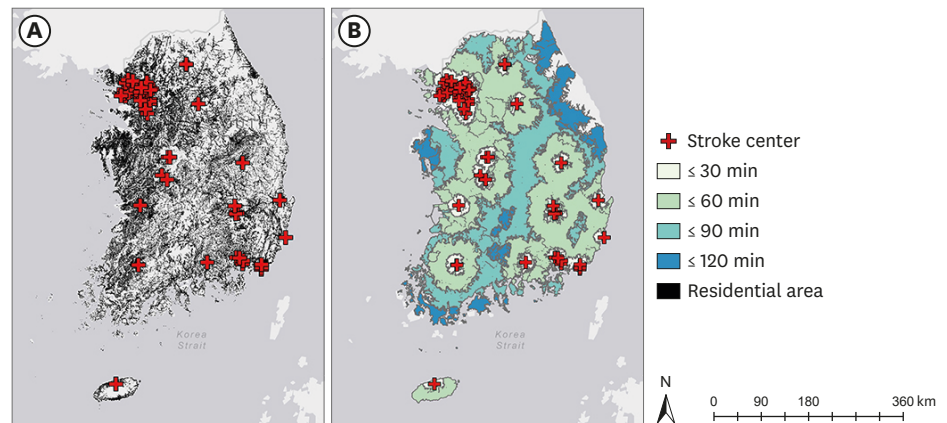 A
B
Korea
Strait
Korea
Strait
Stroke center
≤ 30 min
≤ 60 min
≤ 90 min
≤ 120 min
Residential area
N
0 90 180 360 km